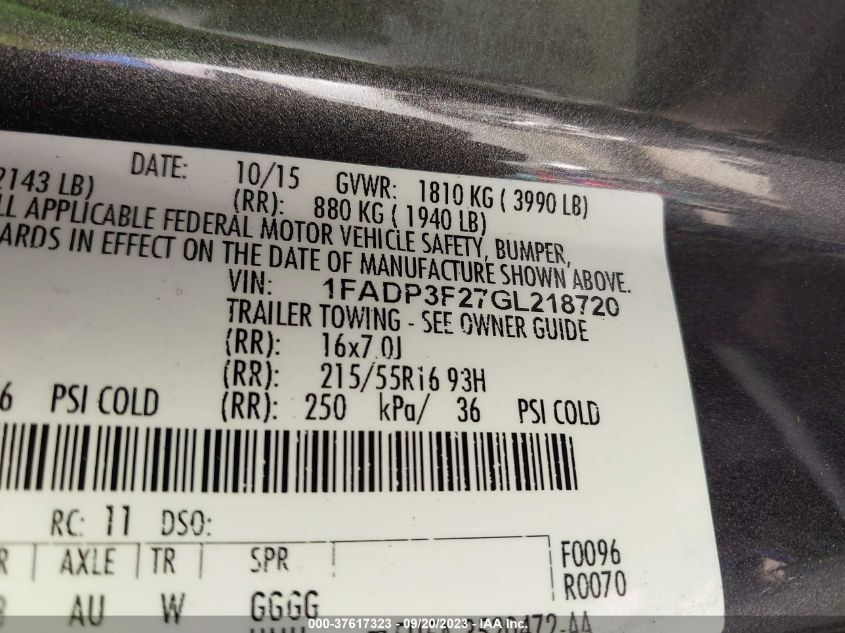 DATE: 10/15 GVWR: 1810 KG ( 3990 LB)
2143 LB) (RR): 880 KG ( 1940 LB)
APPLICABLE FEDERAL MOTOR VEHICLE SAFETY, BUMPER,
ARDS IN EFFECT ON THE DATE OF MANUFACTURE SHOWN ABOVE.
VIN: 1FADP3F27GL218720
TRAILER TOWING - SEE OWNER GUIDE
(RR): 16x7.0J
(RR): 215/55R16 93H
6 PSI COLD (RR): 250 kPa/ 36 PSI COLD
RC: 11 DSO:
R AXLE TR SPR F0096
AU W GGGG R0070
000-37617323 - 09/20/2023 - IAA Inc.